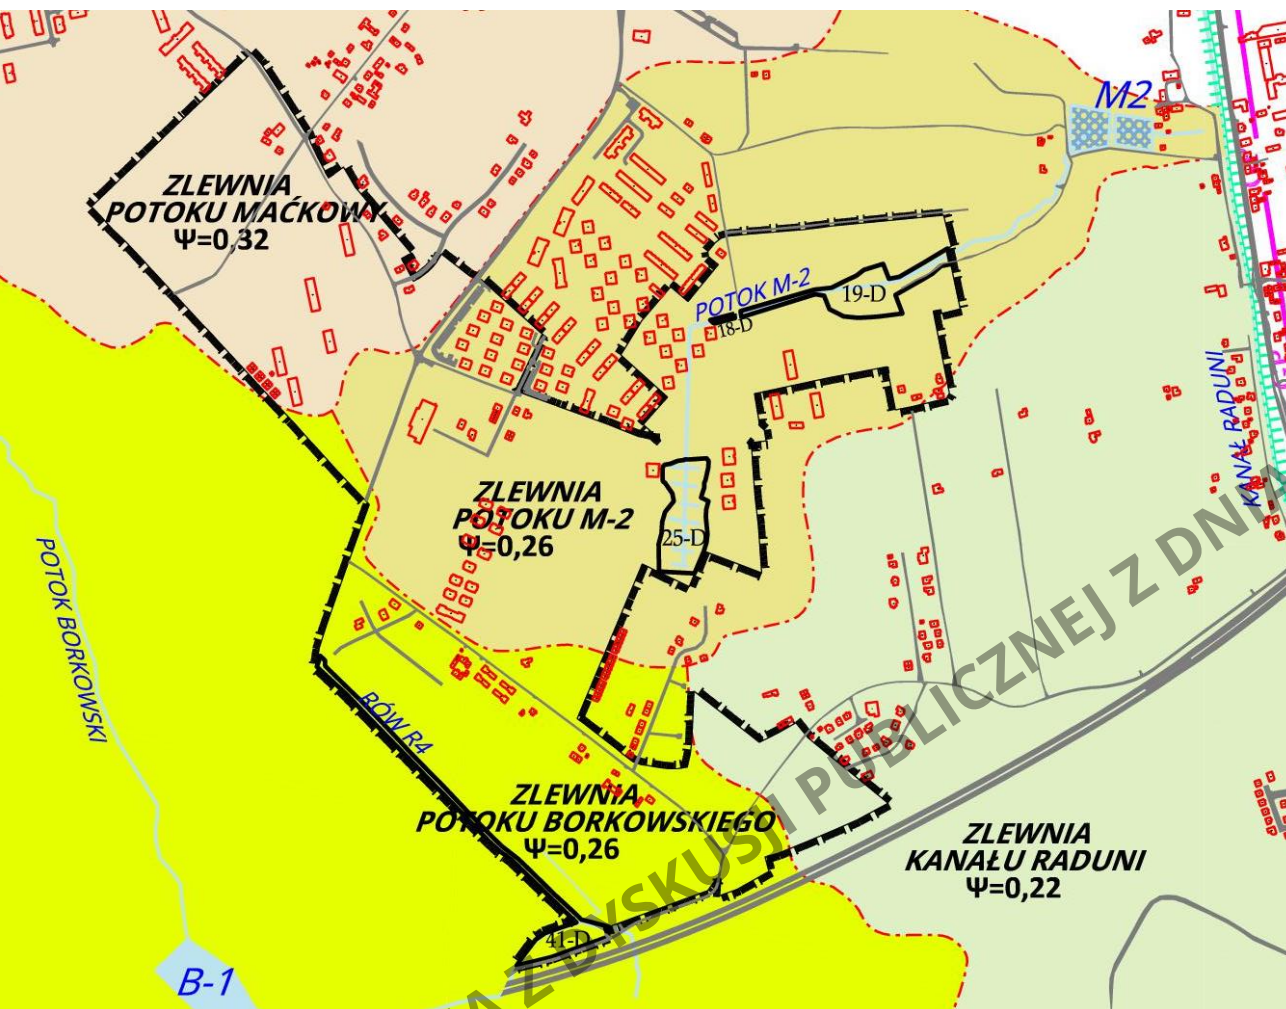 M2
ZLEWNIA
POTOKU MAĆKOWY
Ψ=0,32
POTOK M-2
19-D
18-D
KANAŁ RADUNI
ZLEWNIA
POTOKU M-2
Ψ=0,26
25-D
POTOK BORKOWSKI
RÓW R4
ZLEWNIA
POTOKU BORKOWSKIEGO
Ψ=0,26
ZLEWNIA
KANAŁU RADUNI
Ψ=0,22
41-D
B-1
A Z DYSKUSJI PUBLICZNEJ Z DNIA